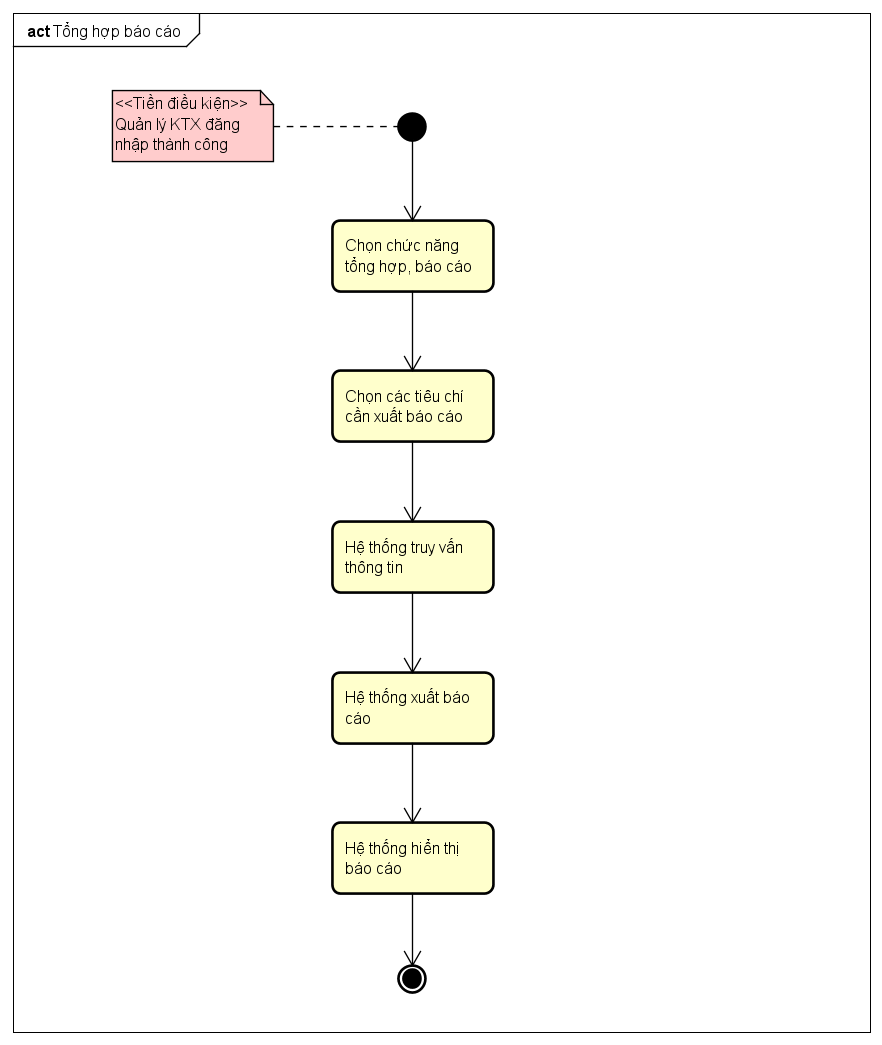 act Tổng hợp báo cáo
<<Tiền điều kiện>>
Quản lý KTX đăng
nhập thành công
Chọn chức năng
tổng hợp, báo cáo
Chọn các tiêu chí
cần xuất báo cáo
Hệ thống truy vấn
thông tin
Hệ thống xuất báo
cáo
Hệ thống hiển thị
báo cáo